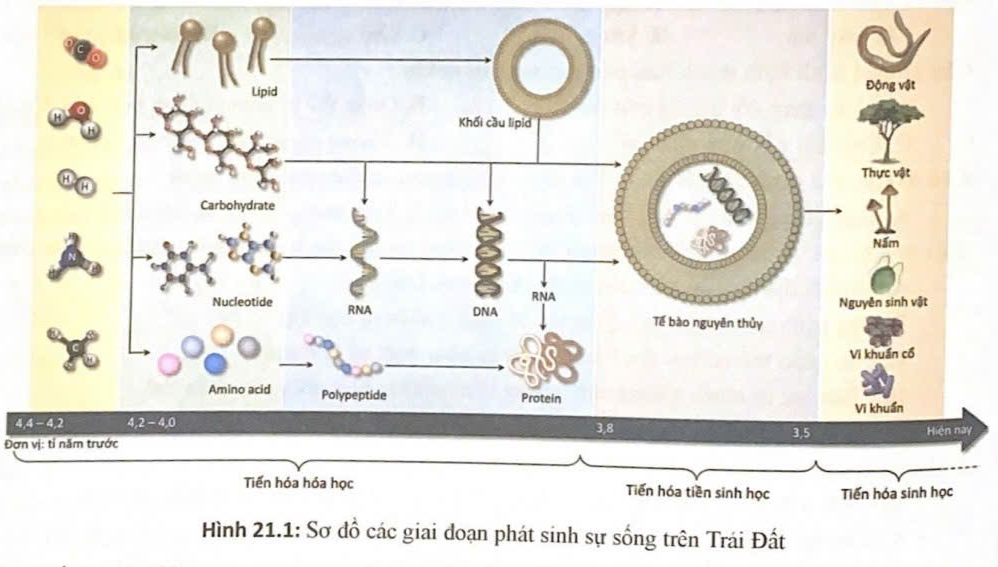 Lipid
Khối cầu lipid
Carbohydrate
Nucleotide
RNA
DNA
RNA
Amino acid
Polypeptide
Protein
Tế bào nguyên thủy
Động vật
Thực vật
Nấm
Nguyên sinh vật
Vi khuẩn cổ
Vi khuẩn
4,4 – 4,2
4,2 – 4,0
3,8
3,5
Hiện nay
Đơn vị: tỉ năm trước
Tiến hóa hóa học
Tiến hóa tiền sinh học
Tiến hóa sinh học
Hình 21.1: Sơ đồ các giai đoạn phát sinh sự sống trên Trái Đất